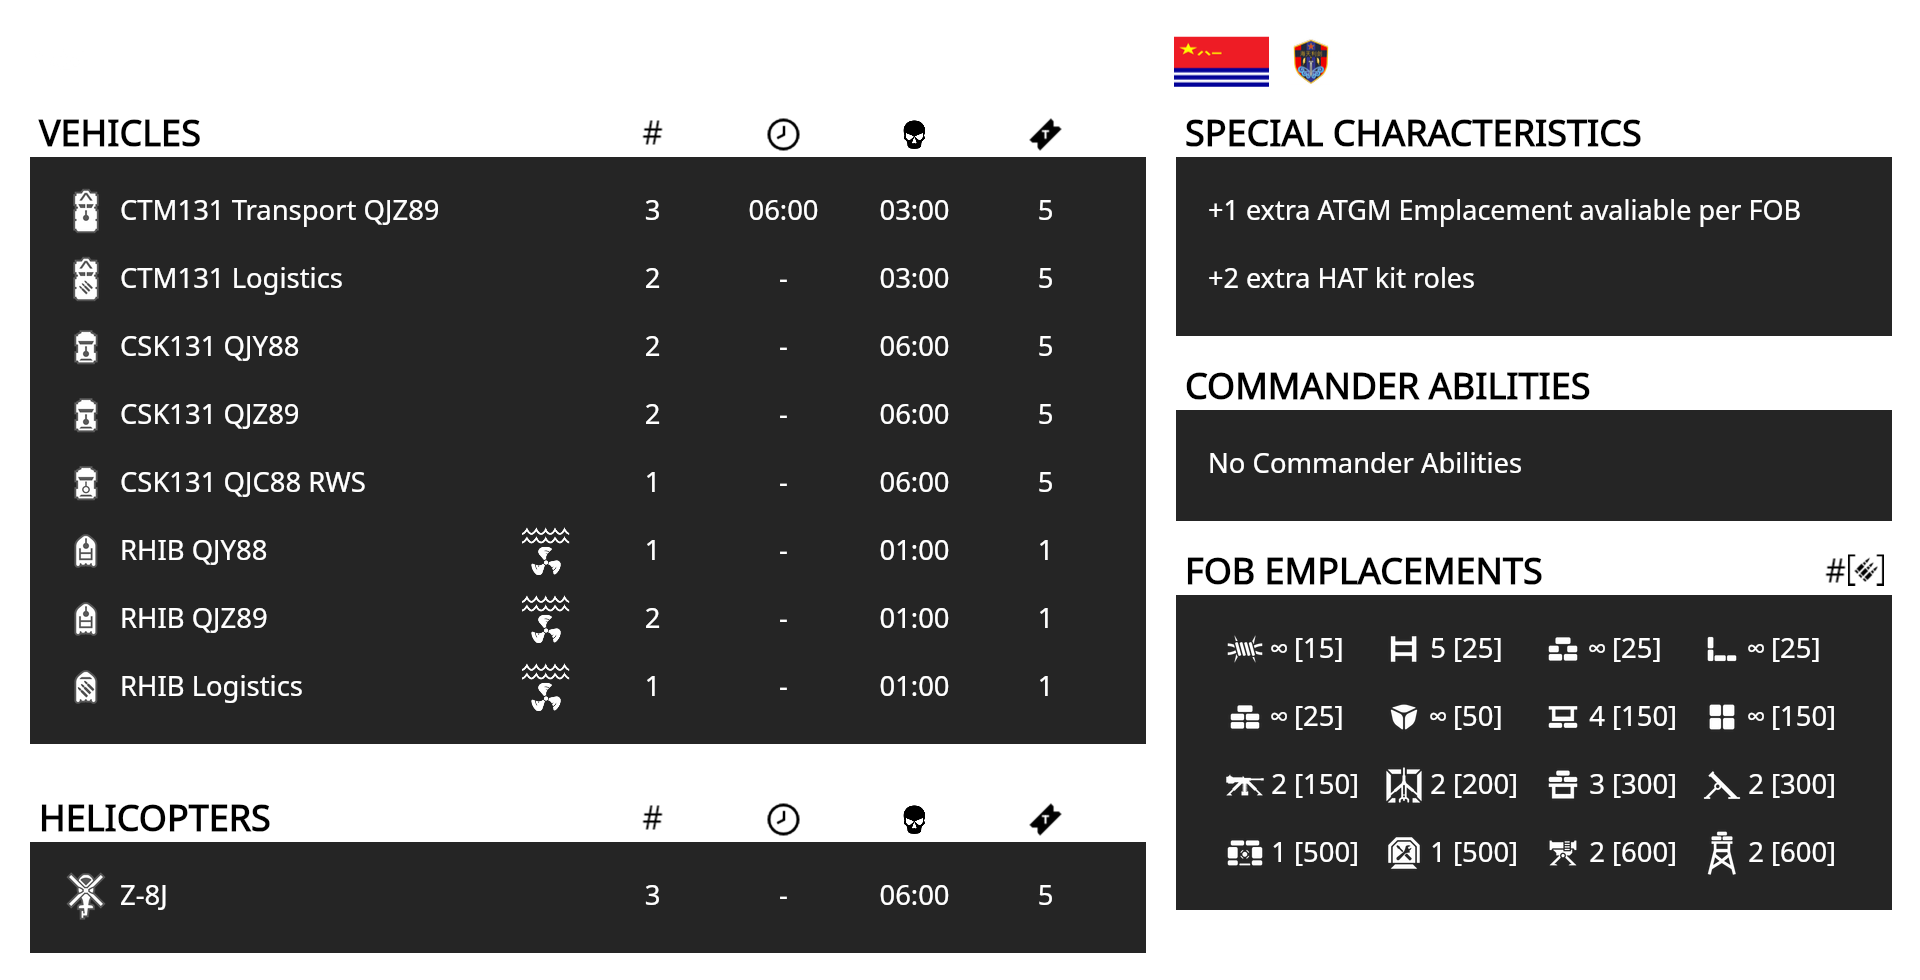 VEHICLES #
CTM131 Transport QJZ89 3 06:00 03:00 5
CTM131 Logistics 2 - 03:00 5
CSK131 QJY88 2 - 06:00 5
CSK131 QJZ89 2 - 06:00 5
CSK131 QJC88 RWS 1 - 06:00 5
RHIB QJY88 1 - 01:00 1
RHIB QJZ89 2 - 01:00 1
RHIB Logistics 1 - 01:00 1
HELICOPTERS #
Z-8J 3 - 06:00 5
SPECIAL CHARACTERISTICS
+1 extra ATGM Emplacement avaliable per FOB
+2 extra HAT kit roles
COMMANDER ABILITIES
No Commander Abilities
FOB EMPLACEMENTS #[]
∞ [15] 5 [25] ∞ [25] ∞ [25]
∞ [25] ∞ [50] 4 [150] ∞ [150]
2 [150] 2 [200] 3 [300] 2 [300]
1 [500] 1 [500] 2 [600] 2 [600]